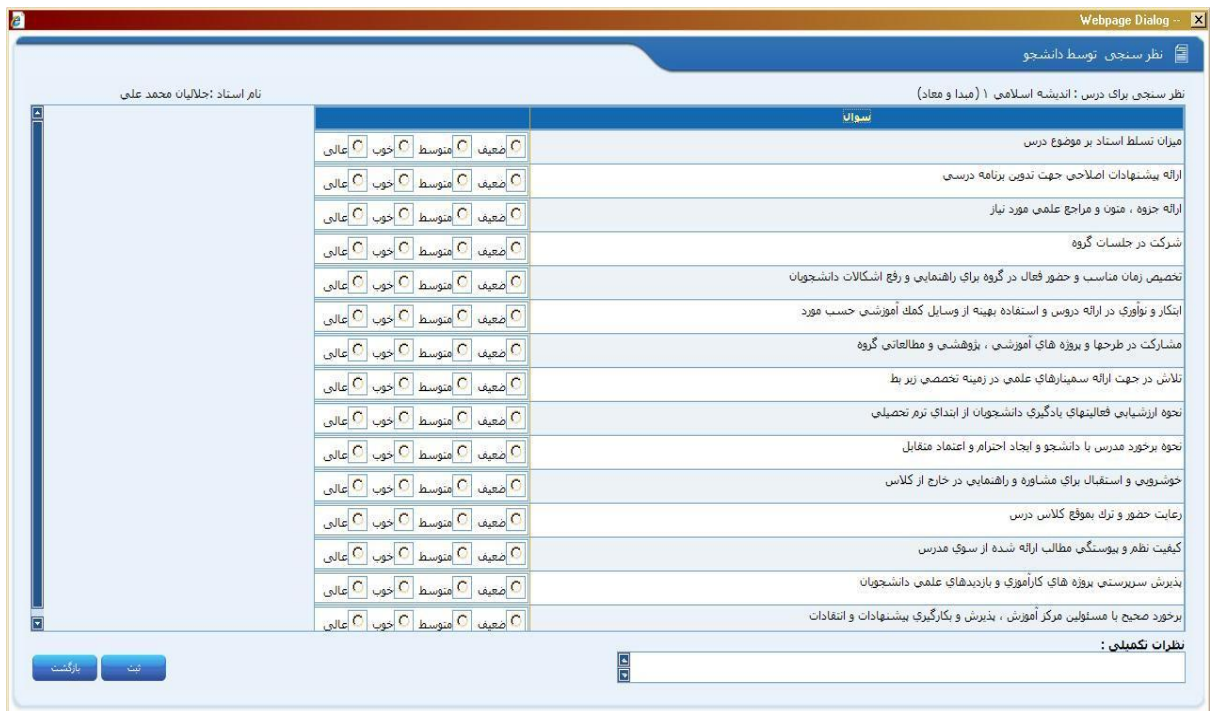 Webpage Dialog --
نظر سنجی توسط دانشجو
نظر سنجی برای درس : اندیشه اسلامی ۱ (مبدا و معاد) نام استاد :جلالیان محمد علی
سوال
میزان تسلط استاد بر موضوع درس ضعیف متوسط خوب عالی
ارائه پیشنهادات اصلاحی جهت تدوین برنامه درسی ضعیف متوسط خوب عالی
ارائه جزوه ، متون و مراجع علمی مورد نیاز ضعیف متوسط خوب عالی
شرکت در جلسات گروه ضعیف متوسط خوب عالی
تخصیص زمان مناسب و حضور فعال در گروه براي راهنمایی و رفع اشکالات دانشجویان ضعیف متوسط خوب عالی
ابتکار و نوآوري در ارائه دروس و استفاده بهینه از وسایل کمك آموزشی حسب مورد ضعیف متوسط خوب عالی
مشارکت در طرحها و پروژه هاي آموزشي ، پژوهشي و مطالعاتي گروه ضعیف متوسط خوب عالی
تلاش در جهت ارائه سمینارهاي علمي در زمینه تخصصي زیر بط ضعیف متوسط خوب عالی
نحوه ارزشیابي فعالیتهاي یادگیري دانشجویان از ابتداي ترم تحصیلي ضعیف متوسط خوب عالی
نحوه برخورد مدرس با دانشجو و ایجاد احترام و اعتماد متقابل ضعیف متوسط خوب عالی
خوشرویي و استقبال براي مشاوره و راهنمایي در خارج از کلاس ضعیف متوسط خوب عالی
رعایت حضور و ترك بموقع کلاس درس ضعیف متوسط خوب عالی
کیفیت نظم و پیوستگي مطالب ارائه شده از سوي مدرس ضعیف متوسط خوب عالی
پذیرش سرپرستي پروژه هاي کارآموزي و بازدیدهاي علمي دانشجویان ضعیف متوسط خوب عالی
برخورد صحیح با مسئولین مرکز آموزش ، پذیرش و بکارگیري پیشنهادات و انتقادات ضعیف متوسط خوب عالی
نظرات تکمیلی :
ثبت بازگشت